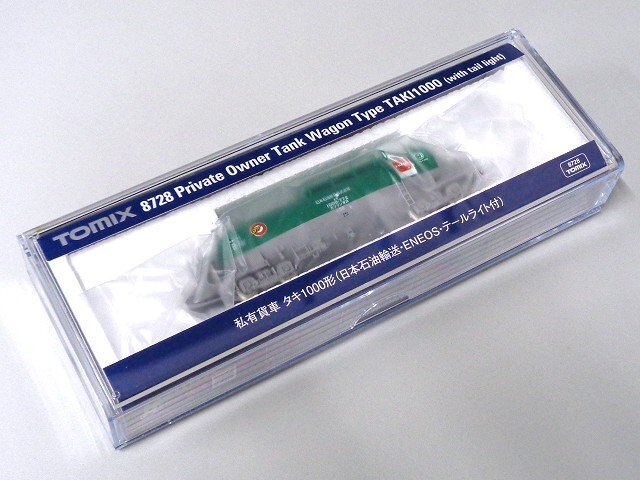 TOMIX 8728 Private Owner Tank Wagon Type TAKI1000 (with tail light)
8728
TOMIX
私有貨車 タキ1000形(日本石油輸送・ENEOS・テールライト付)